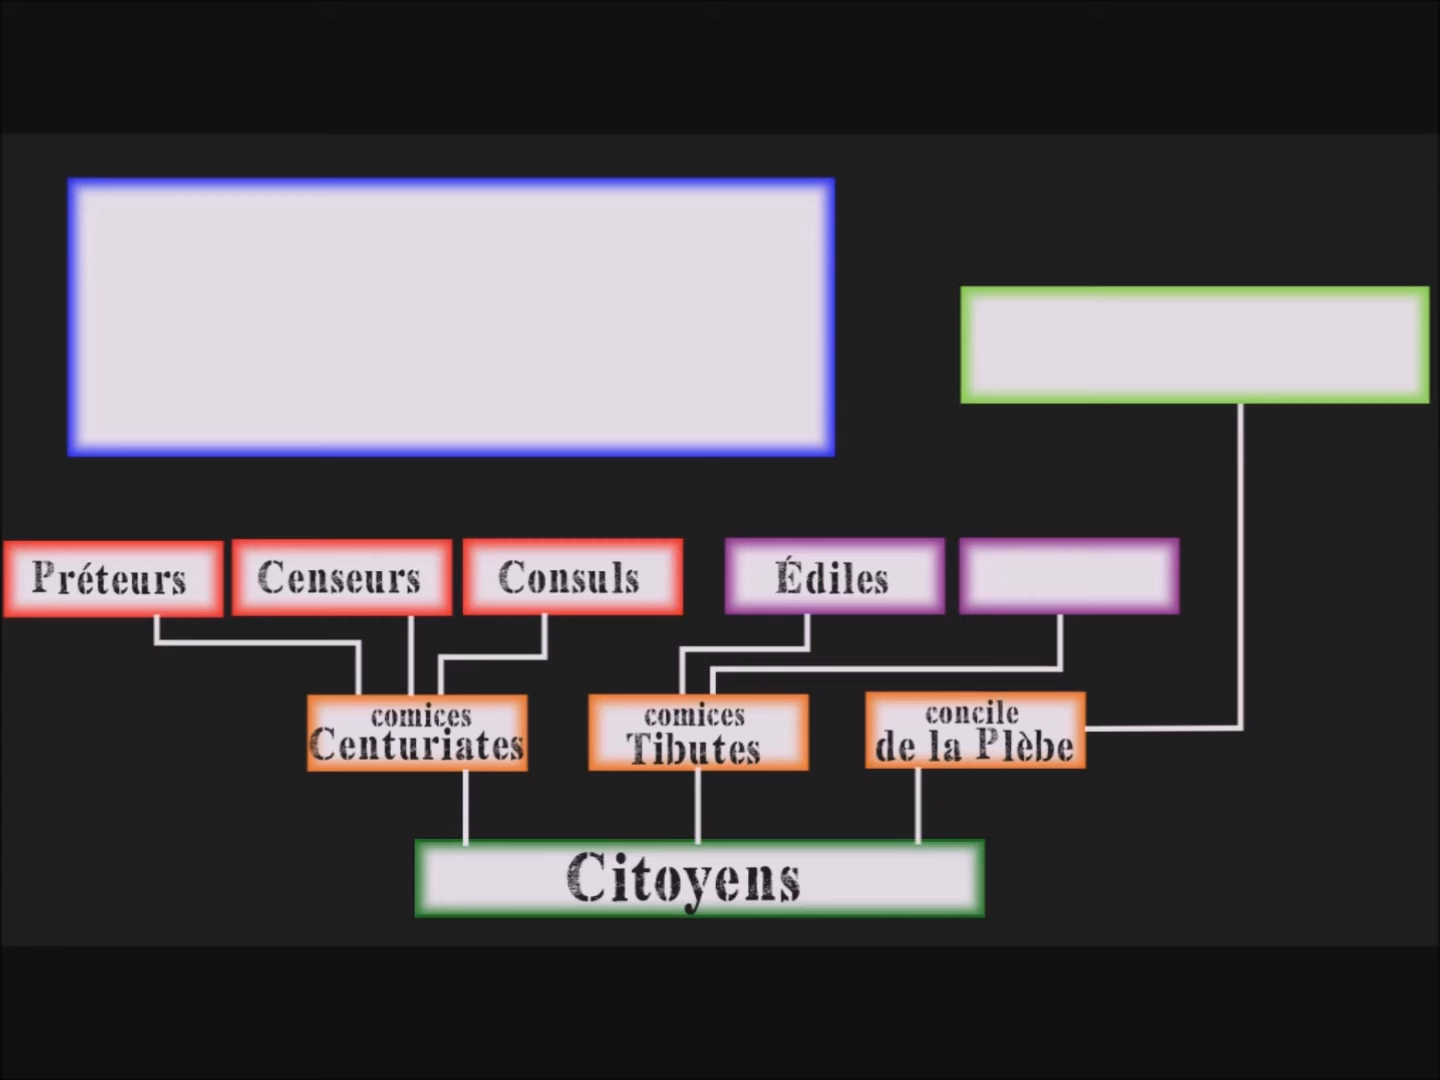 Préteurs
Censeurs
Consuls
Édiles
comices
Centuriates
comices
Tibutes
concile
de la Plèbe
Citoyens